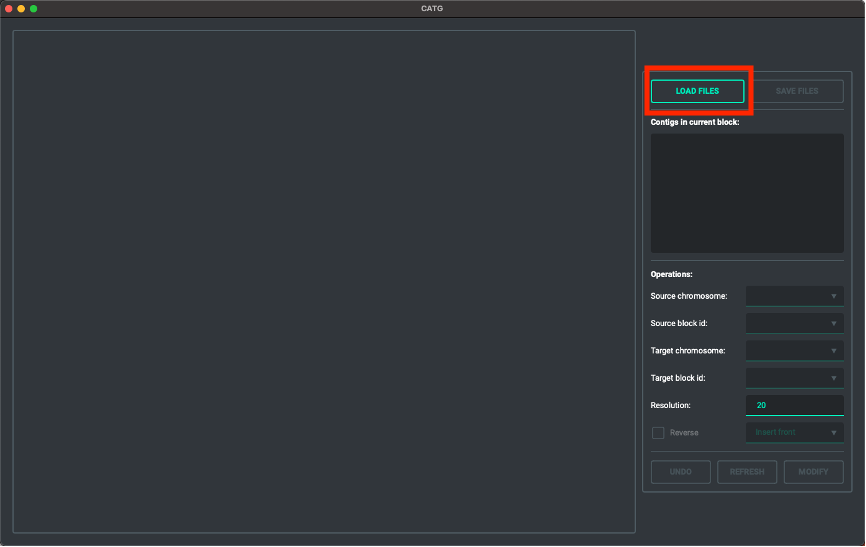 CATG
LOAD FILES
SAVE FILES
Contigs in current block:
Operations:
Source chromosome:
Source block id:
Target chromosome:
Target block id:
Resolution:
20
Reverse
Insert front
UNDO
REFRESH
MODIFY